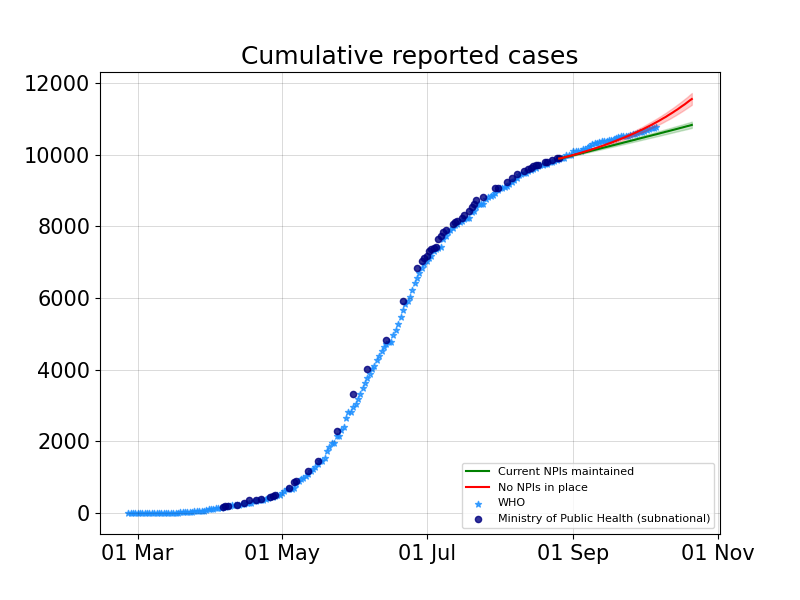 Cumulative reported cases
12000
10000
8000
6000
4000
2000
0
Current NPIs maintained
No NPIs in place
WHO
Ministry of Public Health (subnational)
01 Mar 01 May 01 Jul 01 Sep 01 Nov